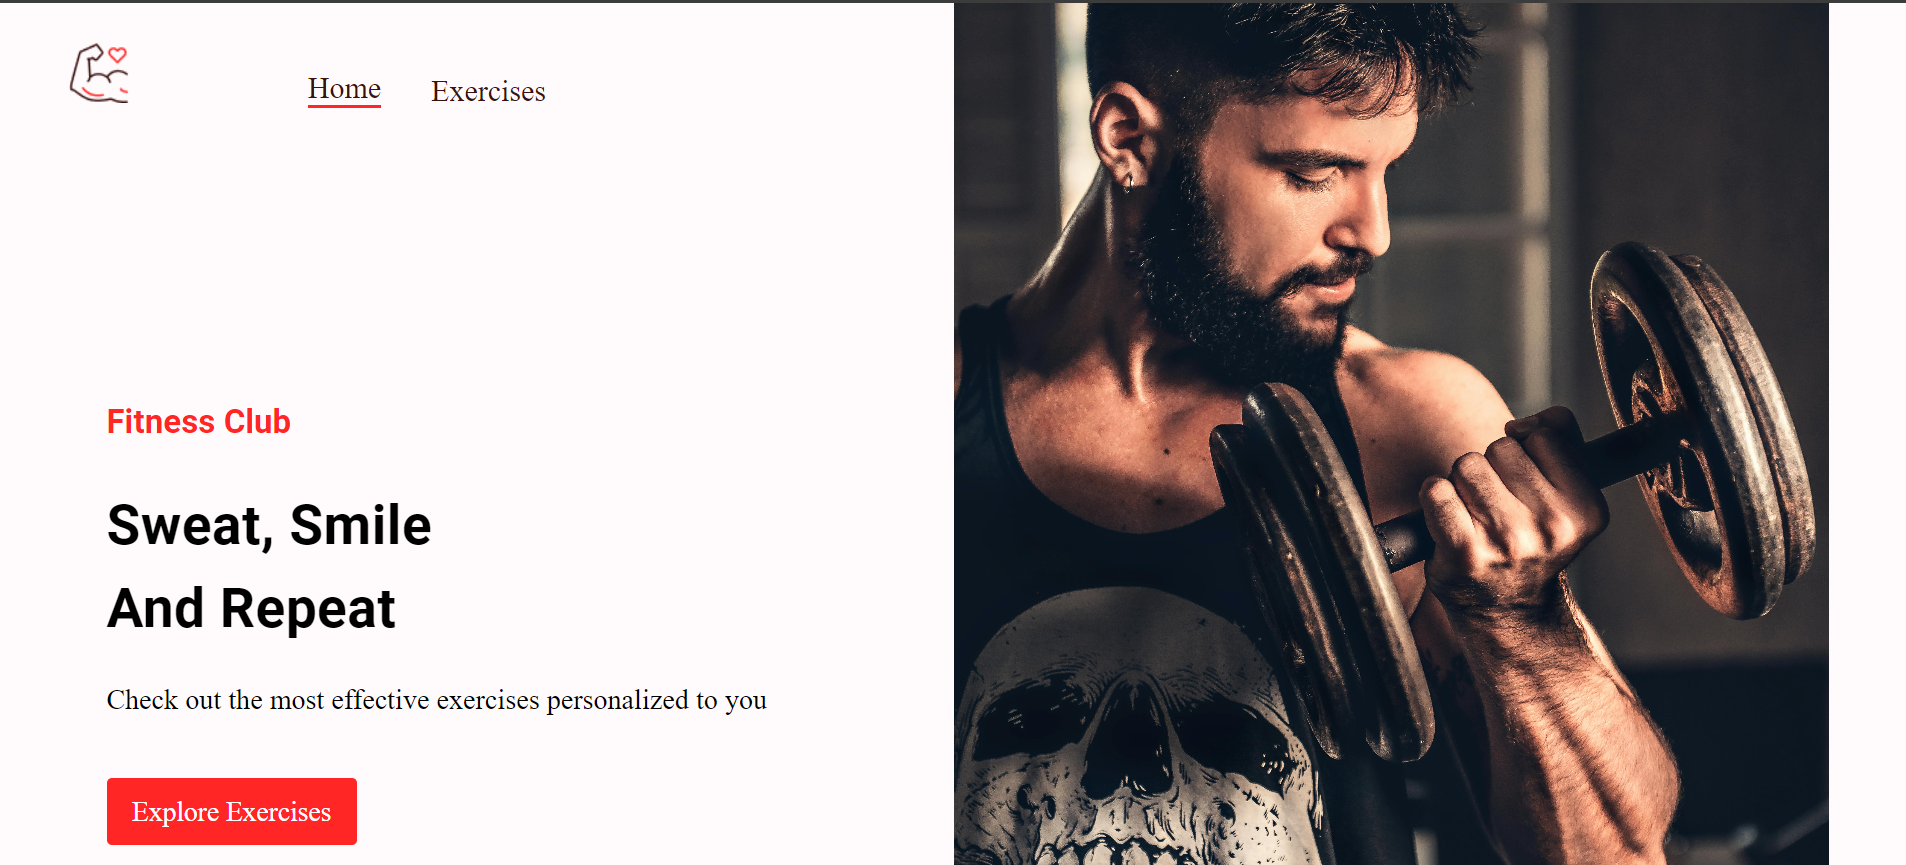 Home
Exercises
Fitness Club
Sweat, Smile
And Repeat
Check out the most effective exercises personalized to you
Explore Exercises